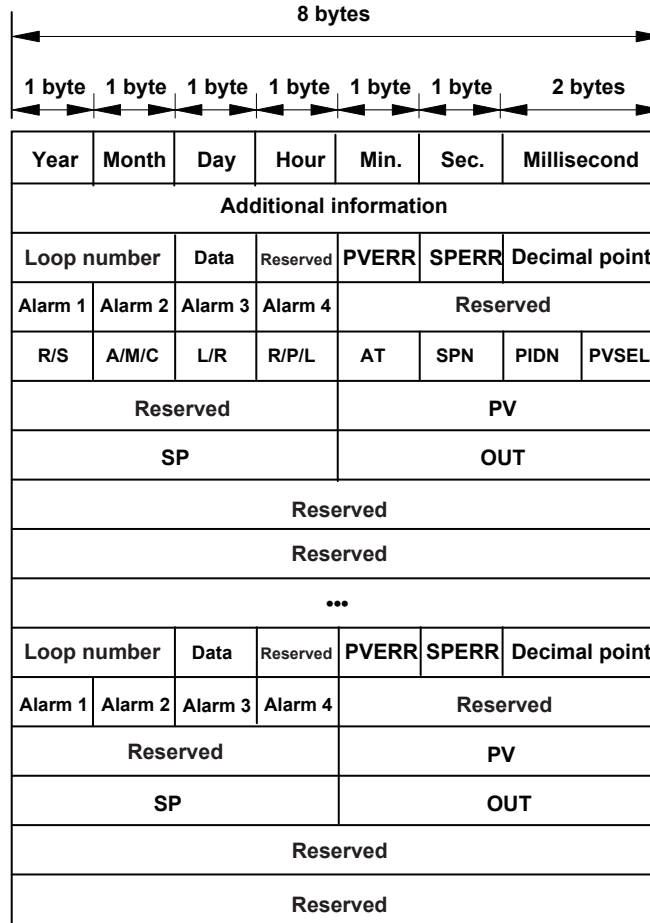 8 bytes
1 byte 1 byte 1 byte 1 byte 1 byte 1 byte 2 bytes
Year Month Day Hour Min. Sec. Millisecond
Additional information
Loop number Data Reserved PVERR SPERR Decimal point
Alarm 1 Alarm 2 Alarm 3 Alarm 4 Reserved
R/S A/M/C L/R R/P/L AT SPN PIDN PVSEL
Reserved PV
SP OUT
Reserved
Reserved
•••
Loop number Data Reserved PVERR SPERR Decimal point
Alarm 1 Alarm 2 Alarm 3 Alarm 4 Reserved
Reserved PV
SP OUT
Reserved
Reserved